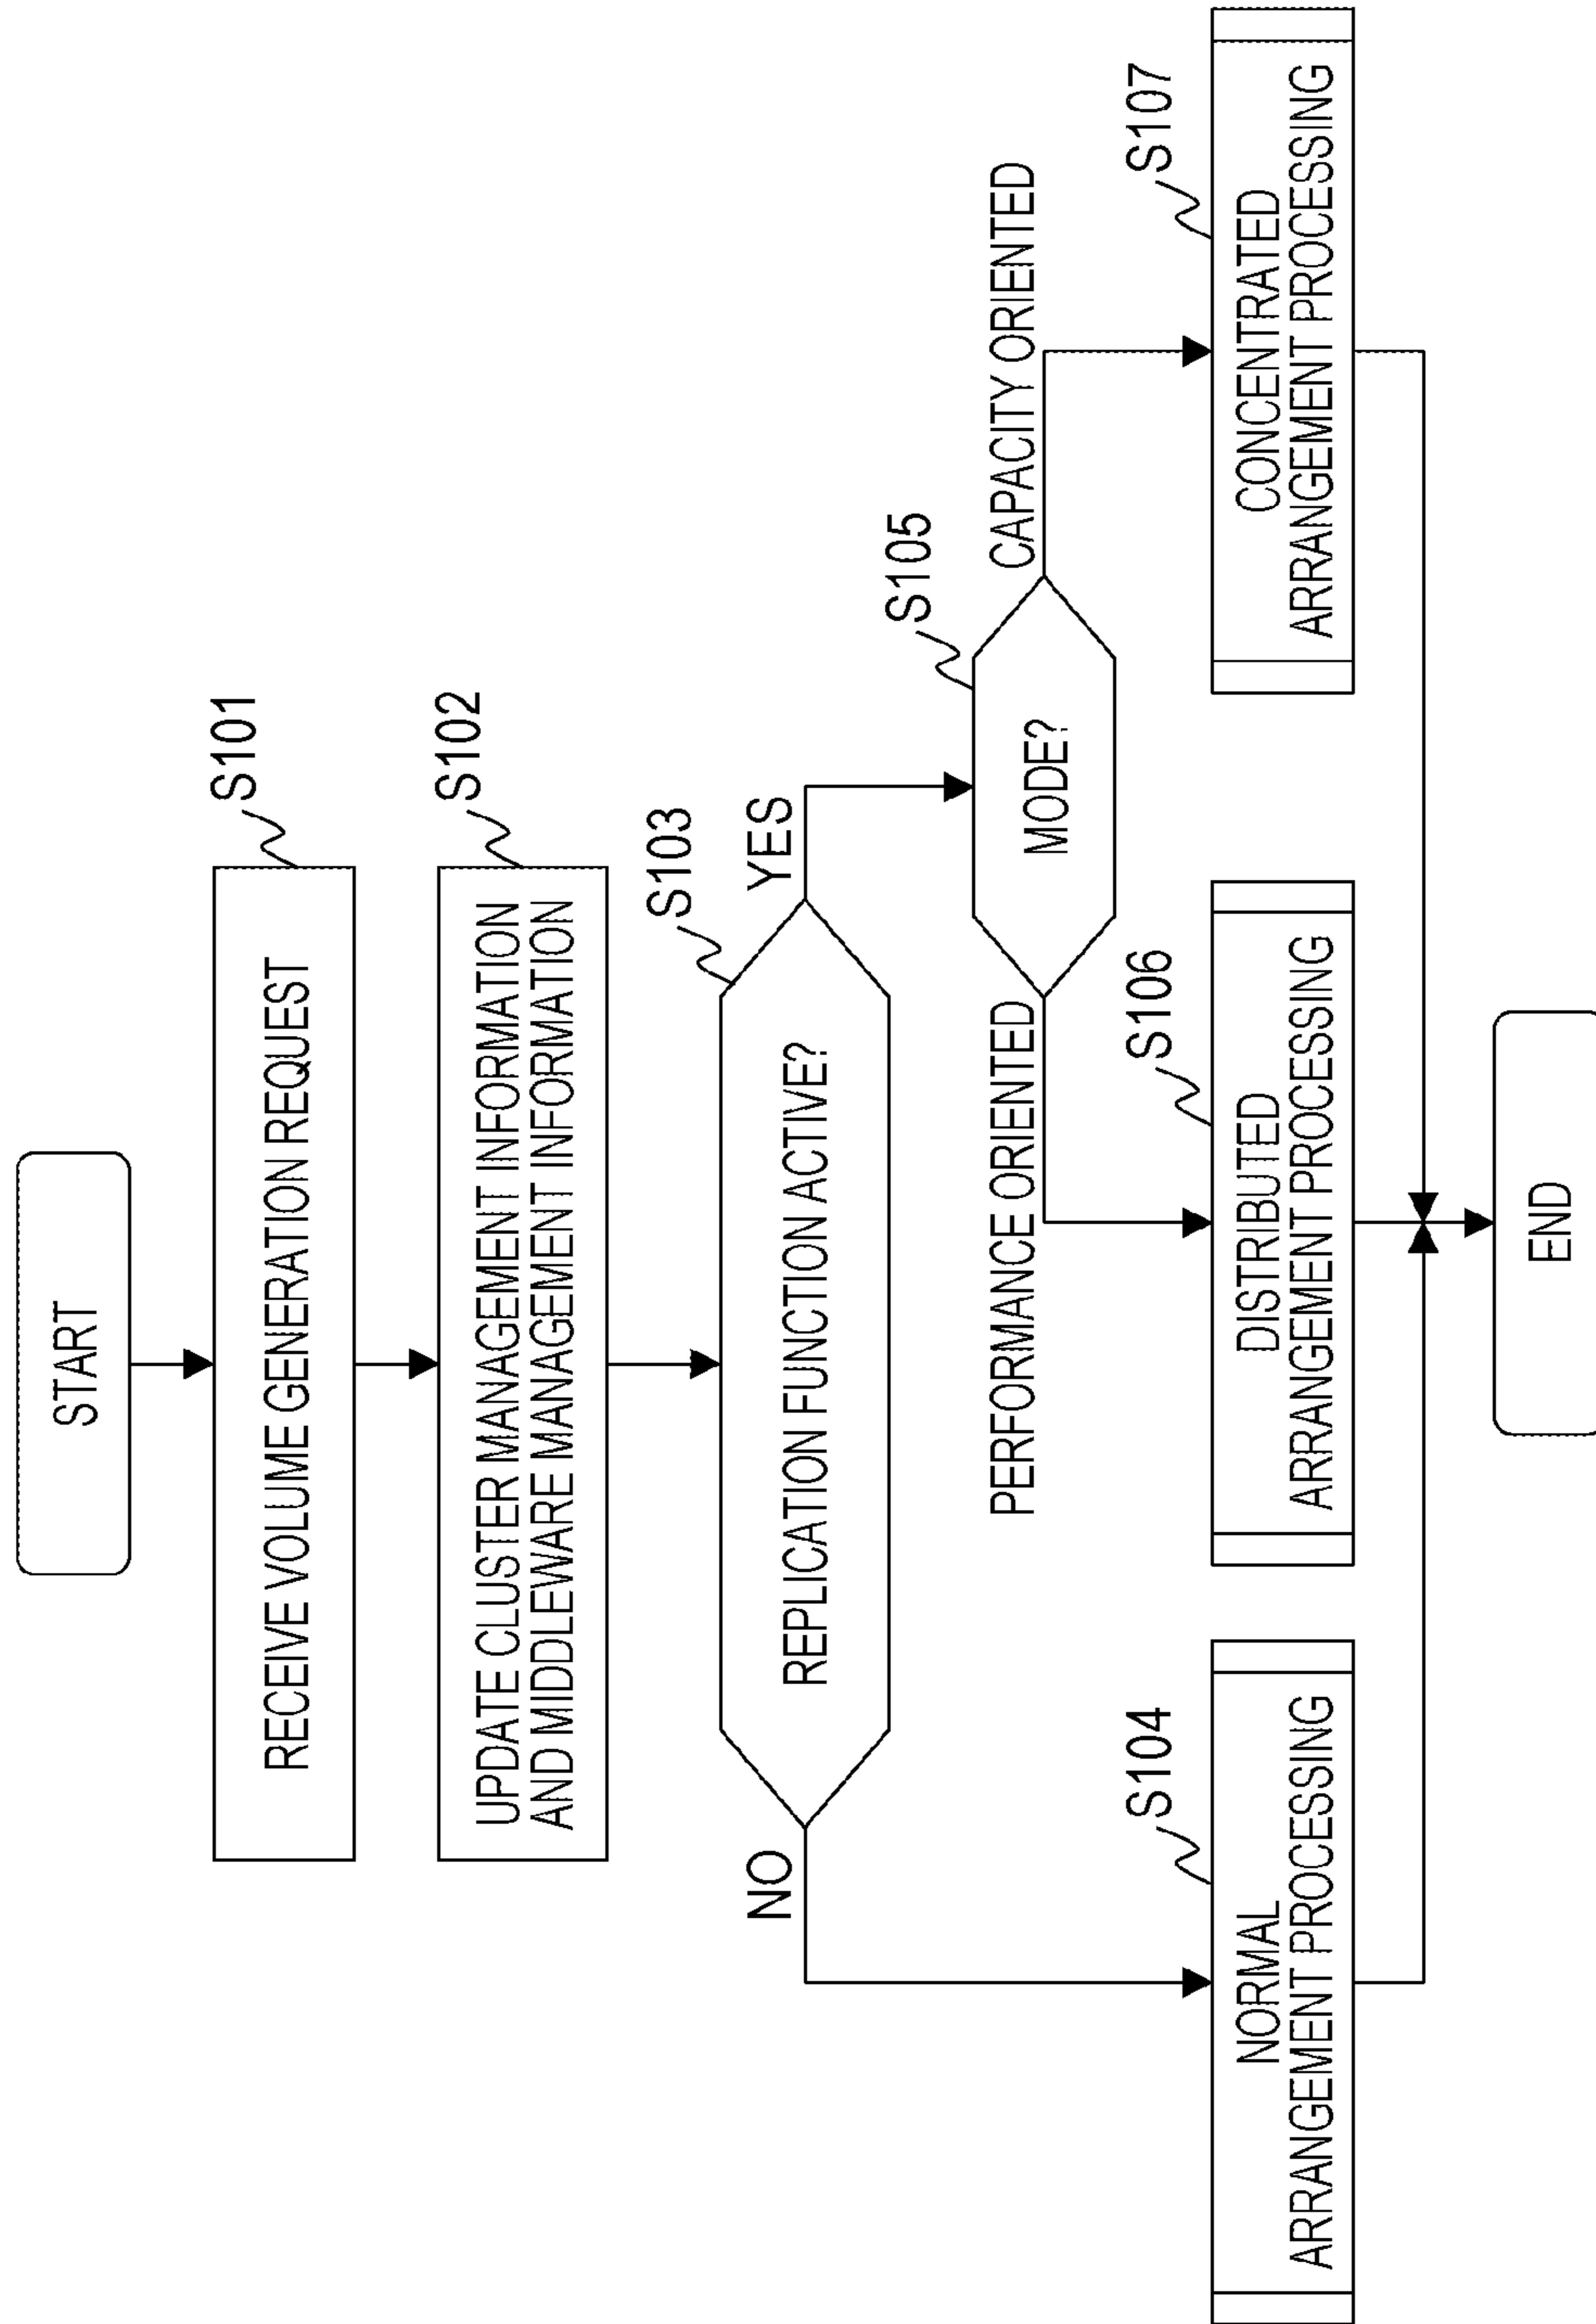 START
S101
RECEIVE VOLUME GENERATION REQUEST
S102
UPDATE CLUSTER MANAGEMENT INFORMATION
AND MIDDLEWARE MANAGEMENT INFORMATION
S103
REPLICATION FUNCTION ACTIVE?
NO
YES
S105
MODE?
PERFORMANCE ORIENTED
CAPACITY ORIENTED
S104
NORMAL
ARRANGEMENT PROCESSING
S106
DISTRIBUTED
ARRANGEMENT PROCESSING
S107
CONCENTRATED
ARRANGEMENT PROCESSING
END